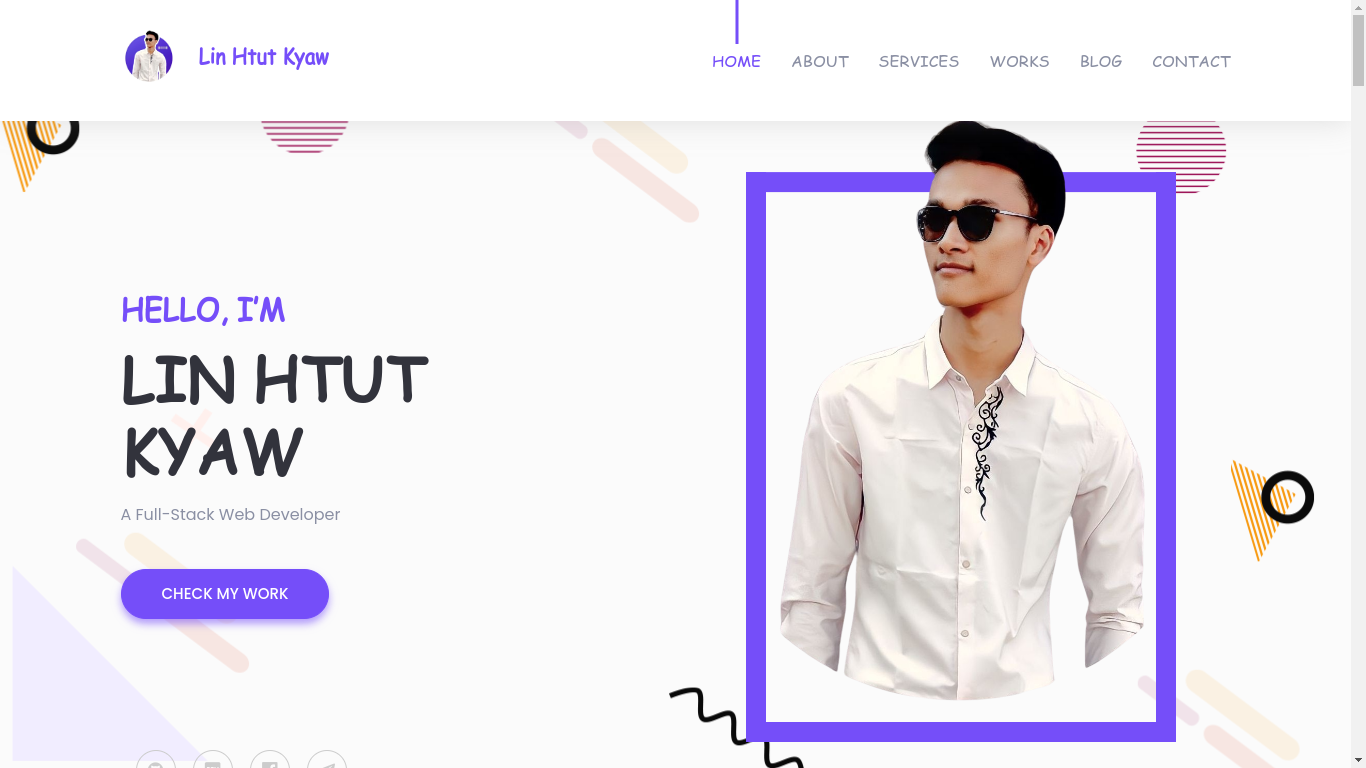 Lin Htut Kyaw
HOME ABOUT SERVICES WORKS BLOG CONTACT
HELLO, I'M
LIN HTUT
KYAW
A Full-Stack Web Developer
CHECK MY WORK